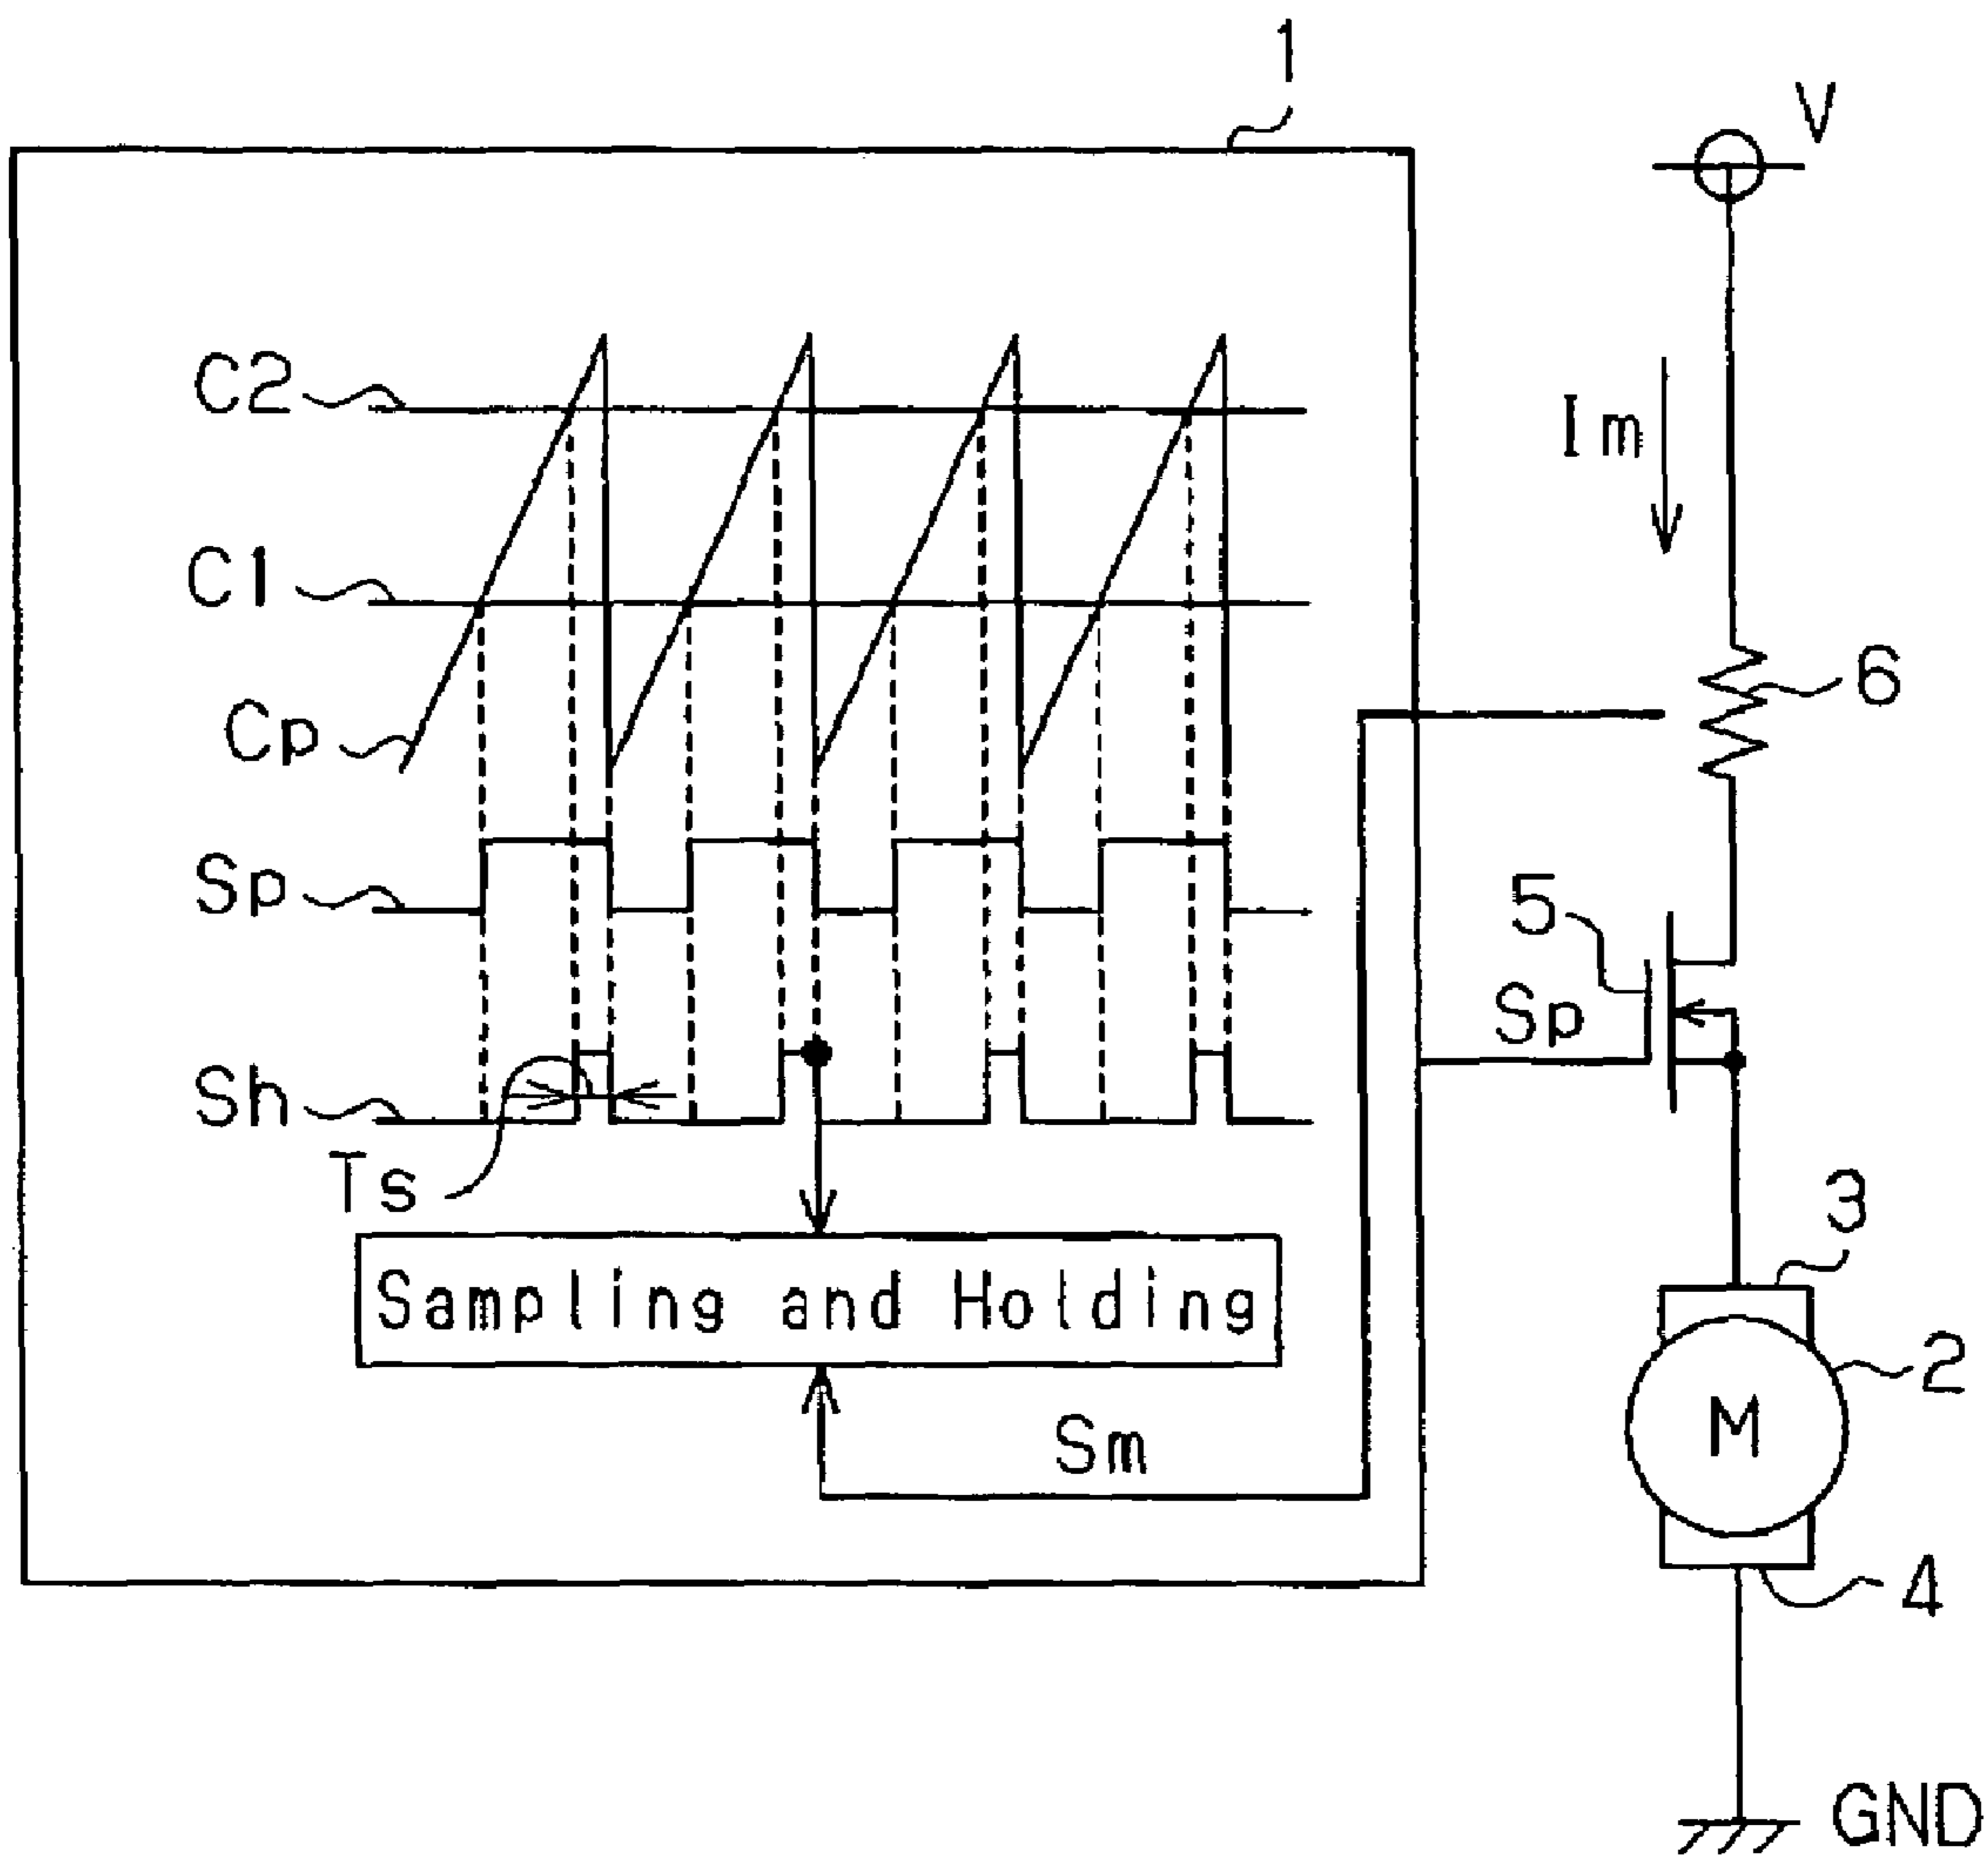 1
V
C2
Im
C1
6
Cp
Sp
5
Sp
Sh
Ts
3
Sampling and Holding
2
M
Sm
4
GND